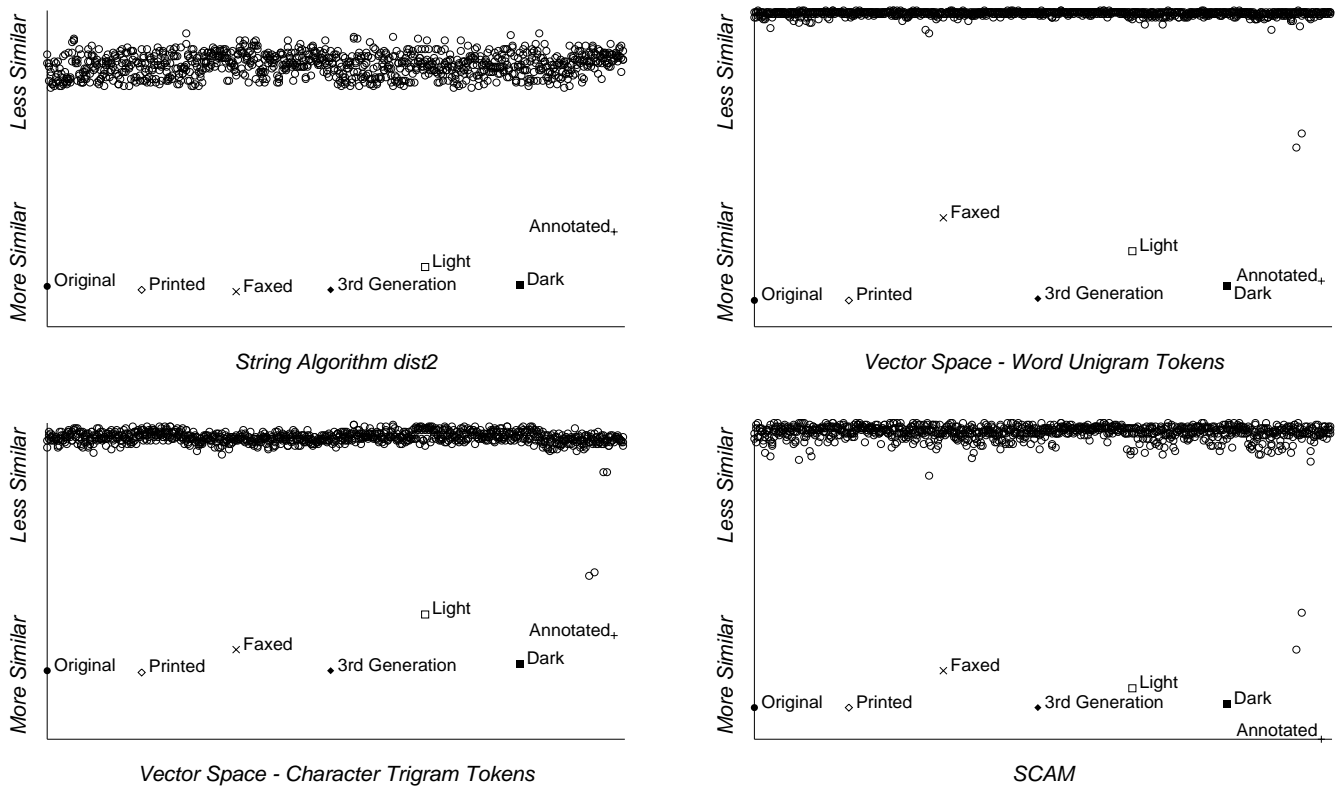 Less Similar
More Similar
Annotated
Light
Original
Printed
Faxed
3rd Generation
Dark
String Algorithm dist2
Less Similar
More Similar
Faxed
Light
Annotated
Original
Printed
3rd Generation
Dark
Vector Space - Word Unigram Tokens
Less Similar
More Similar
Light
Annotated
Faxed
Original
Printed
3rd Generation
Dark
Vector Space - Character Trigram Tokens
Less Similar
More Similar
Faxed
Light
Original
Printed
3rd Generation
Dark
Annotated
SCAM